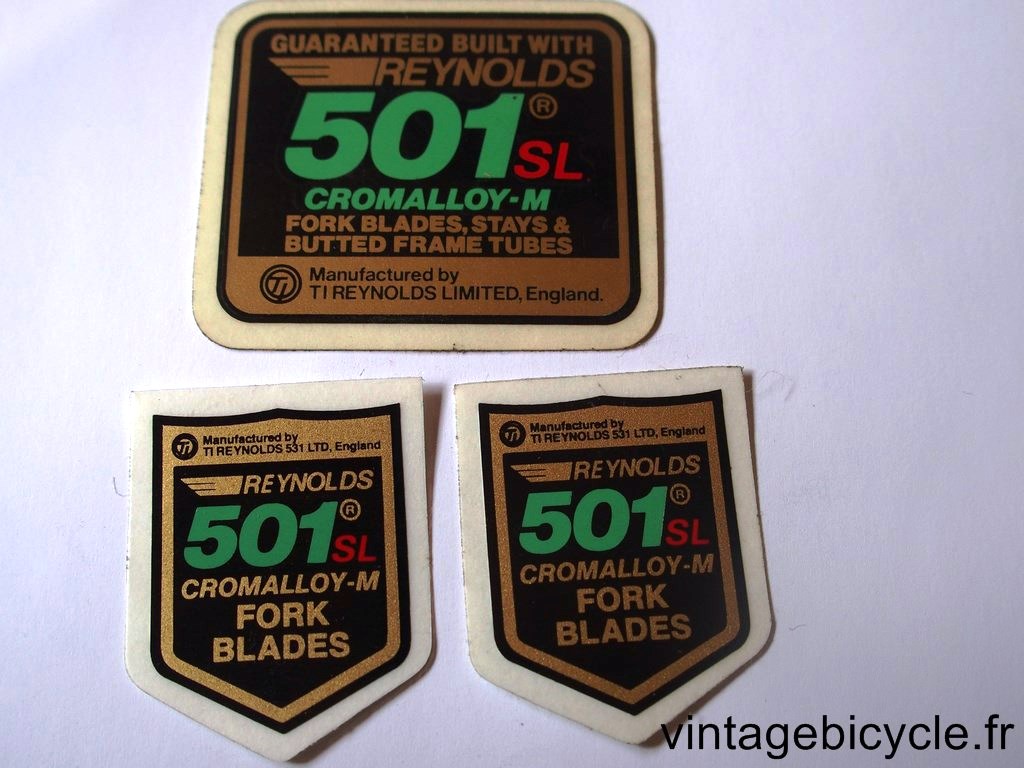 GUARANTEED BUILT WITH
REYNOLDS
501®
SL
CROMALLOY-M
FORK BLADES, STAYS &
BUTTED FRAME TUBES
TI
Manufactured by
TI REYNOLDS LIMITED, England.
TI
Manufactured by
TI REYNOLDS 531 LTD, England
REYNOLDS
501®
SL
CROMALLOY-M
FORK
BLADES
TI
Manufactured by
TI REYNOLDS 531 LTD, England
REYNOLDS
501®
SL
CROMALLOY-M
FORK
BLADES
vintagebicycle.fr